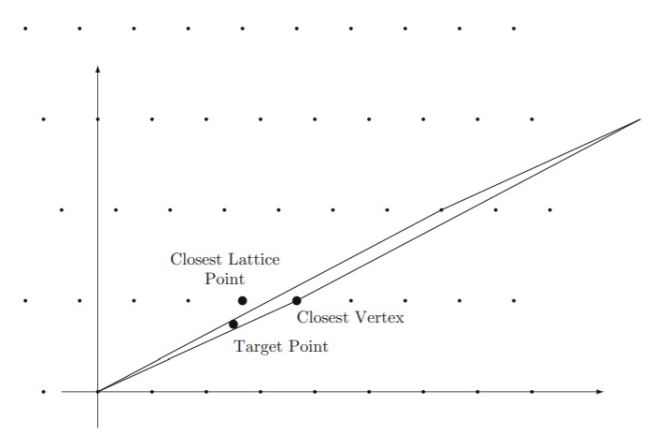 Closest Lattice
Point
Closest Vertex
Target Point